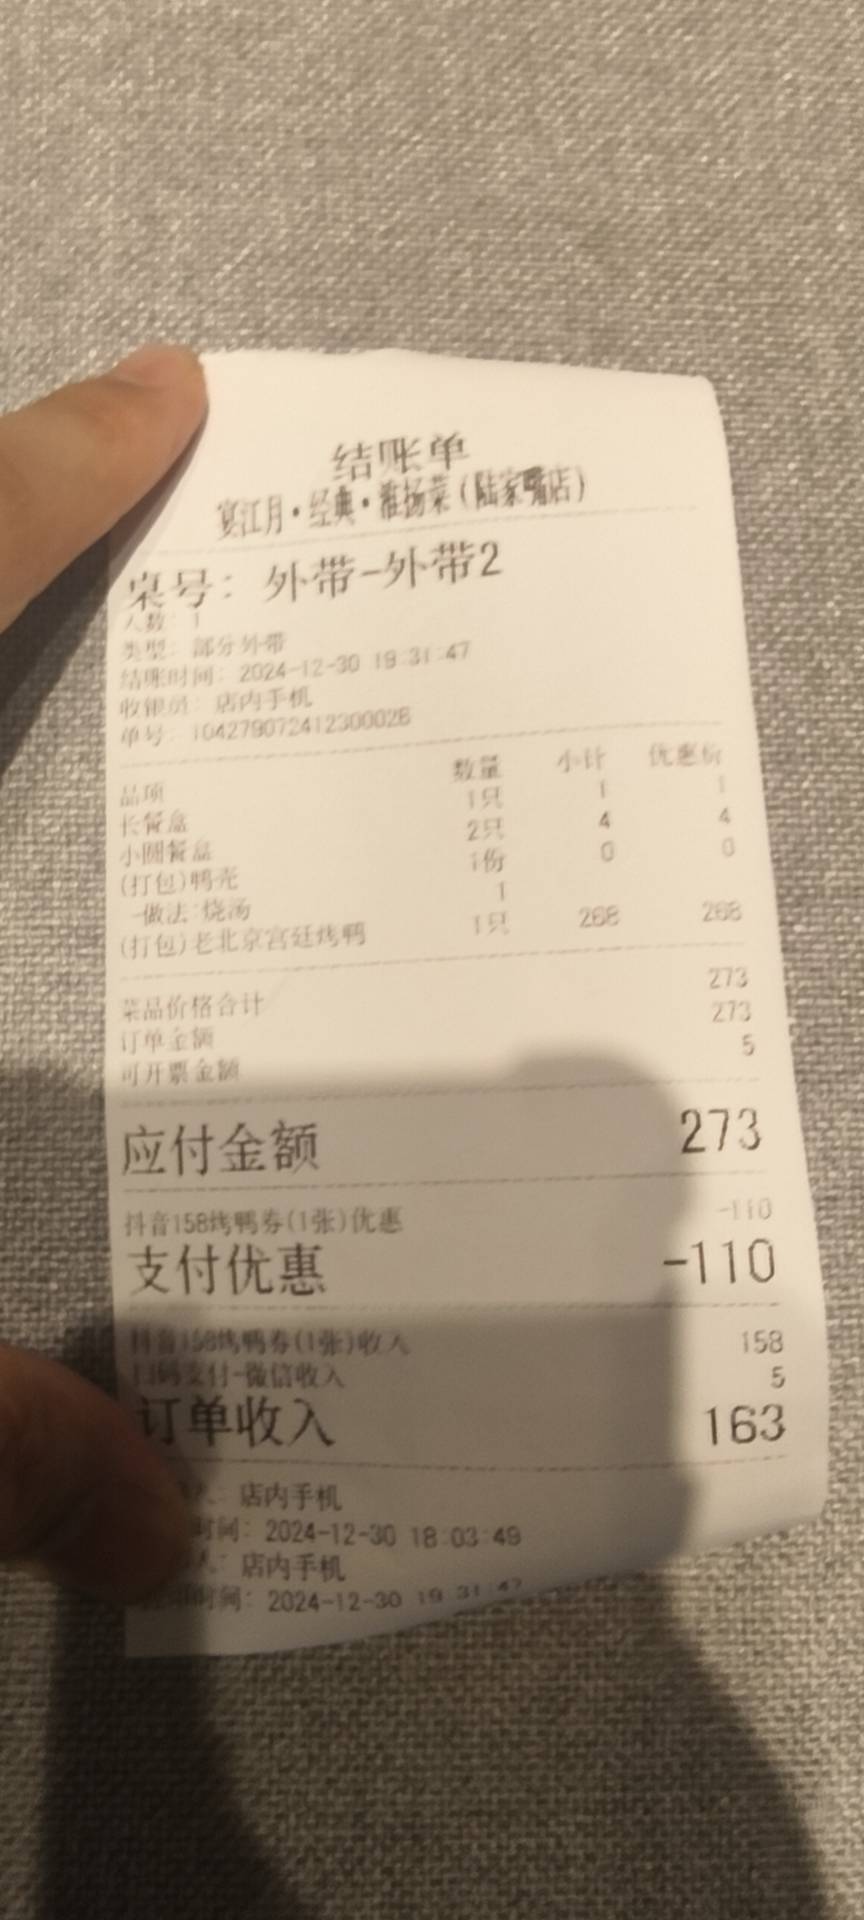 结账单
宴江月·经典·淮扬菜(陆家嘴店)
桌号: 外带-外带2
人数: 1
类型: 部分外带
结账时间: 2024-12-30 19:31:47
收银员: 店内手机
单号: 104279072412300028
品项 数量 小计 优惠价
长餐盒 1只 1 1
小圆餐盒 2只 4 4
(打包)鸭壳 1份 0 0
-做法:烧汤 1
(打包)老北京宫廷烤鸭 1只 268 268
菜品价格合计 273
订单金额 273
可开票金额 5
应付金额 273
抖音158烤鸭券(1张)优惠 -110
支付优惠 -110
抖音158烤鸭券(1张)收入 158
扫码支付-微信收入 5
订单收入 163
人: 店内手机
时间: 2024-12-30 18:03:49
人: 店内手机
时间: 2024-12-30 19:31:47